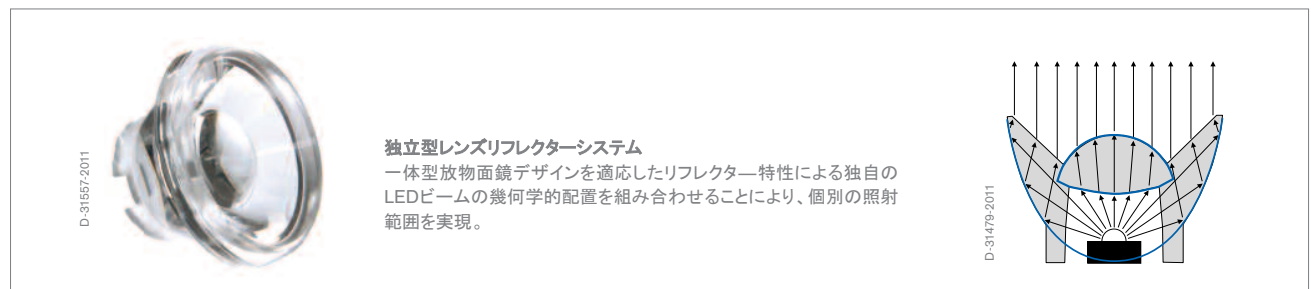 D-31557-2011
独立型レンズリフレクターシステム
一体型放物面鏡デザインを適応したリフレクタ―特性による独自の
LEDビームの幾何学的配置を組み合わせることにより、個別の照射
範囲を実現。
D-31479-2011